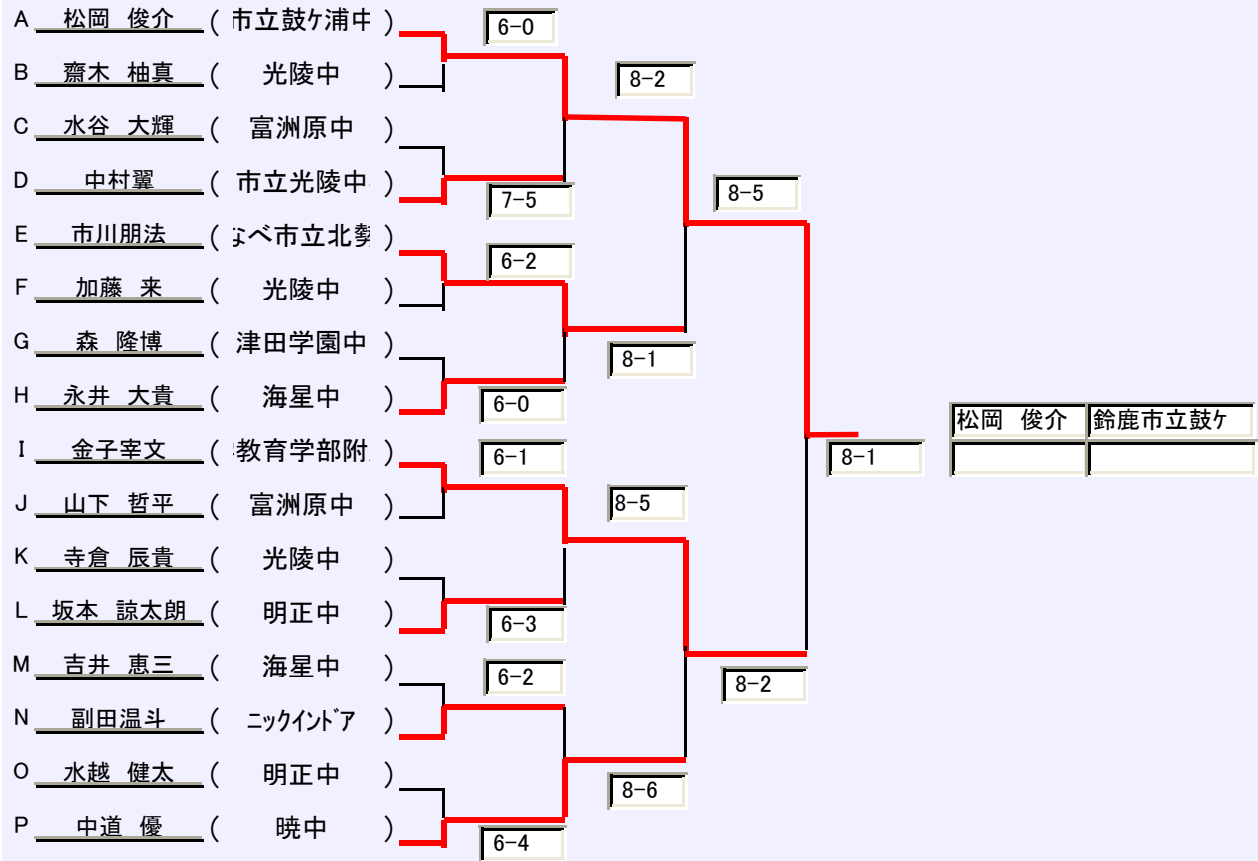 A 松岡 俊介 ( 市立鼓ケ浦中 )
6-0
B 齋木 柚真 ( 光陵中 )
8-2
C 水谷 大輝 ( 富洲原中 )
D 中村翼 ( 市立光陵中 )
7-5
8-5
E 市川朋法 ( なべ市立北勢 )
6-2
F 加藤 来 ( 光陵中 )
G 森 隆博 ( 津田学園中 )
8-1
H 永井 大貴 ( 海星中 )
6-0
松岡 俊介 鈴鹿市立鼓ケ
I 金子宰文 ( 教育学部附 )
6-1
8-1
J 山下 哲平 ( 富洲原中 )
8-5
K 寺倉 辰貴 ( 光陵中 )
L 坂本 諒太朗 ( 明正中 )
6-3
M 吉井 恵三 ( 海星中 )
6-2
8-2
N 副田温斗 ( ニックインドア )
O 水越 健太 ( 明正中 )
8-6
P 中道 優 ( 暁中 )
6-4